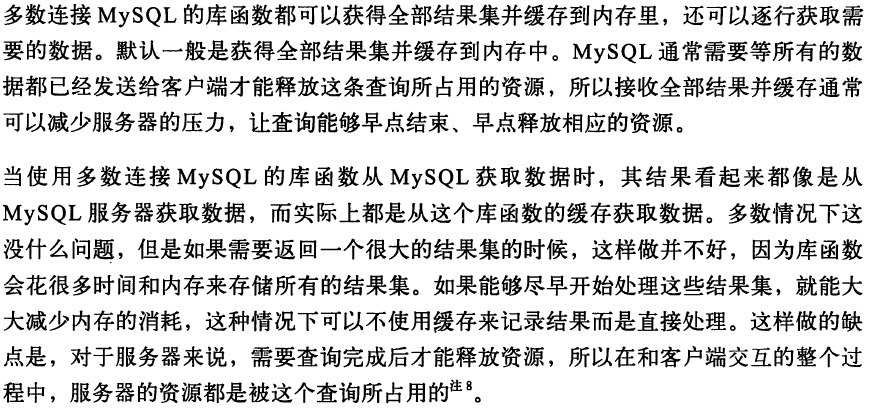 多数连接 MySQL 的库函数都可以获得全部结果集并缓存到内存里，还可以逐行获取需
要的数据。默认一般是获得全部结果集并缓存到内存中。MySQL 通常需要等所有的数
据都已经发送给客户端才能释放这条查询所占用的资源，所以接收全部结果并缓存通常
可以减少服务器的压力，让查询能够早点结束、早点释放相应的资源。
当使用多数连接 MySQL 的库函数从 MySQL 获取数据时，其结果看起来都像是从
MySQL 服务器获取数据，而实际上都是从这个库函数的缓存获取数据。多数情况下这
没什么问题，但是如果需要返回一个很大的结果集的时候，这样做并不好，因为库函数
会花很多时间和内存来存储所有的结果集。如果能够尽早开始处理这些结果集，就能大
大减少内存的消耗，这种情况下可以不使用缓存来记录结果而是直接处理。这样做的缺
点是，对于服务器来说，需要查询完成后才能释放资源，所以在和客户端交互的整个过
程中，服务器的资源都是被这个查询所占用的注8。